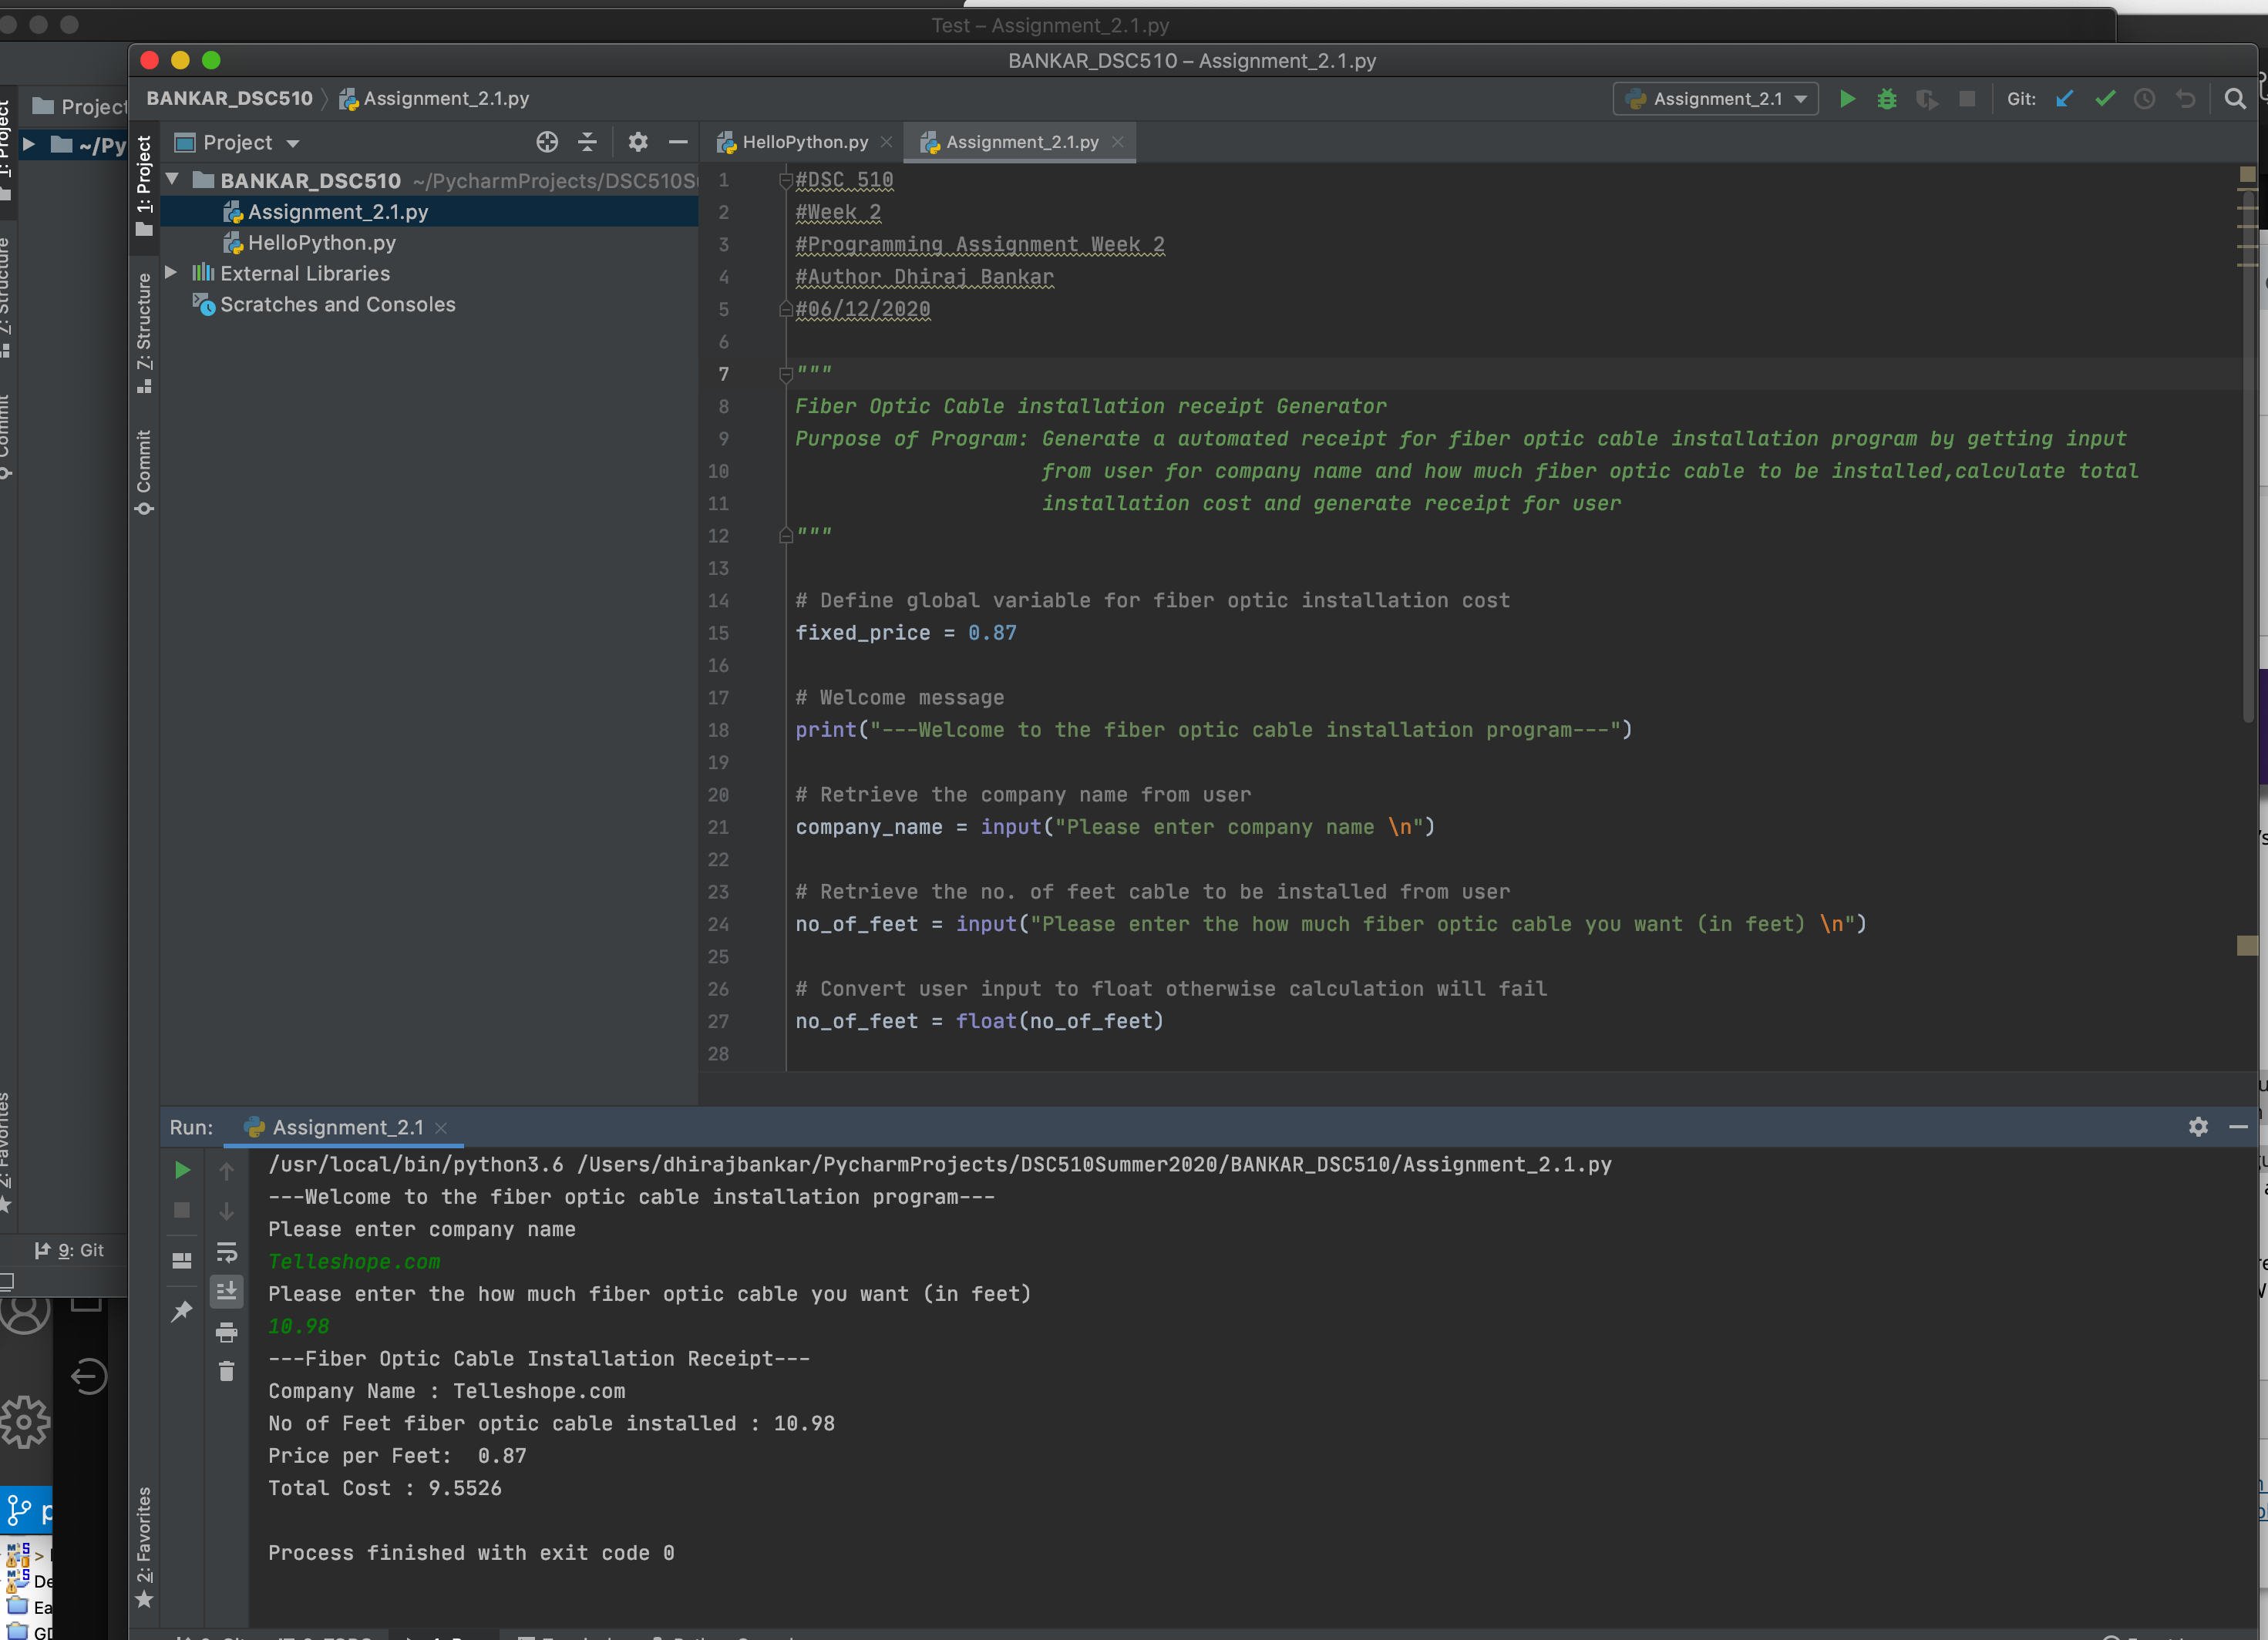 Test – Assignment_2.1.py
BANKAR_DSC510 – Assignment_2.1.py
BANKAR_DSC510
Assignment_2.1.py
Assignment_2.1
Git:
Project
~/Py
1: Project
7: Structure
Commit
2: Favorites
9: Git
1: Project
7: Structure
Commit
2: Favorites
Project
BANKAR_DSC510 ~/PycharmProjects/DSC510S
Assignment_2.1.py
HelloPython.py
External Libraries
Scratches and Consoles
HelloPython.py
Assignment_2.1.py
1 #DSC 510
2 #Week 2
3 #Programming Assignment Week 2
4 #Author Dhiraj Bankar
5 #06/12/2020
6
7 """
8 Fiber Optic Cable installation receipt Generator
9 Purpose of Program: Generate a automated receipt for fiber optic cable installation program by getting input
10 from user for company name and how much fiber optic cable to be installed,calculate total
11 installation cost and generate receipt for user
12 """
13
14 # Define global variable for fiber optic installation cost
15 fixed_price = 0.87
16
17 # Welcome message
18 print("---Welcome to the fiber optic cable installation program---")
19
20 # Retrieve the company name from user
21 company_name = input("Please enter company name \n")
22
23 # Retrieve the no. of feet cable to be installed from user
24 no_of_feet = input("Please enter the how much fiber optic cable you want (in feet) \n")
25
26 # Convert user input to float otherwise calculation will fail
27 no_of_feet = float(no_of_feet)
28
Run:
Assignment_2.1
/usr/local/bin/python3.6 /Users/dhirajbankar/PycharmProjects/DSC510Summer2020/BANKAR_DSC510/Assignment_2.1.py
---Welcome to the fiber optic cable installation program---
Please enter company name
Telleshope.com
Please enter the how much fiber optic cable you want (in feet)
10.98
---Fiber Optic Cable Installation Receipt---
Company Name : Telleshope.com
No of Feet fiber optic cable installed : 10.98
Price per Feet:  0.87
Total Cost : 9.5526
Process finished with exit code 0